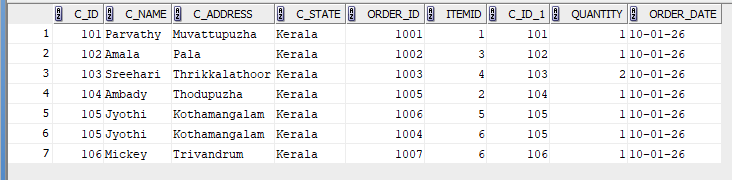 C_ID C_NAME C_ADDRESS C_STATE ORDER_ID ITEMID C_ID_1 QUANTITY ORDER_DATE
1 101 Parvathy Muvattupuzha Kerala 1001 1 101 1 10-01-26
2 102 Amala Pala Kerala 1002 3 102 1 10-01-26
3 103 Sreehari Thrikkalathoor Kerala 1003 4 103 2 10-01-26
4 104 Ambady Thodupuzha Kerala 1005 2 104 1 10-01-26
5 105 Jyothi Kothamangalam Kerala 1006 5 105 1 10-01-26
6 105 Jyothi Kothamangalam Kerala 1004 6 105 1 10-01-26
7 106 Mickey Trivandrum Kerala 1007 6 106 1 10-01-26